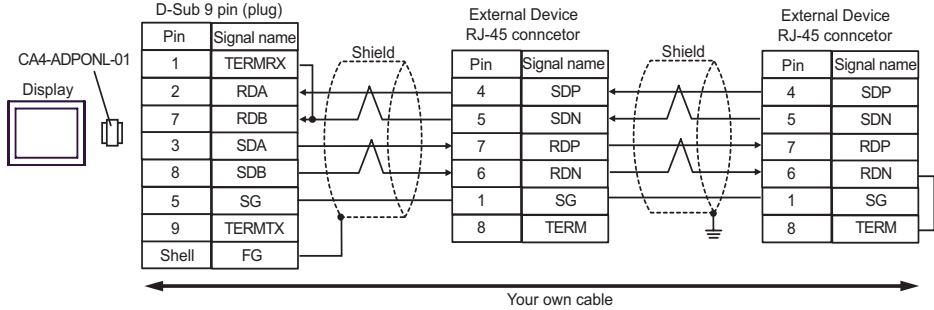 D-Sub 9 pin (plug)
External Device
RJ-45 conncetor
External Device
RJ-45 conncetor
CA4-ADPONL-01
Display
Shield
Shield
Pin Signal name
1 TERMRX
2 RDA
7 RDB
3 SDA
8 SDB
5 SG
9 TERMTX
Shell FG
Pin Signal name
4 SDP
5 SDN
7 RDP
6 RDN
1 SG
8 TERM
Pin Signal name
4 SDP
5 SDN
7 RDP
6 RDN
1 SG
8 TERM
Your own cable